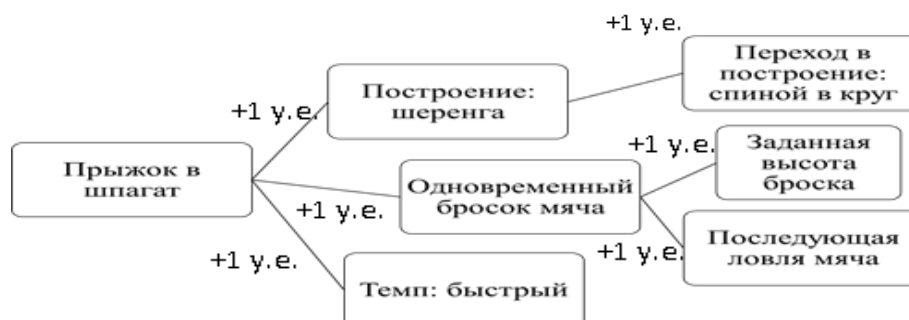 +1 у.е.
Переход в
построение:
спиной в круг
Построение:
шеренга
+1 у.е.
+1 у.е.
Заданная
высота
броска
Прыжок в
шпагат
Одновременный
бросок мяча
+1 у.е.
+1 у.е.
Последующая
ловля мяча
+1 у.е.
Темп: быстрый